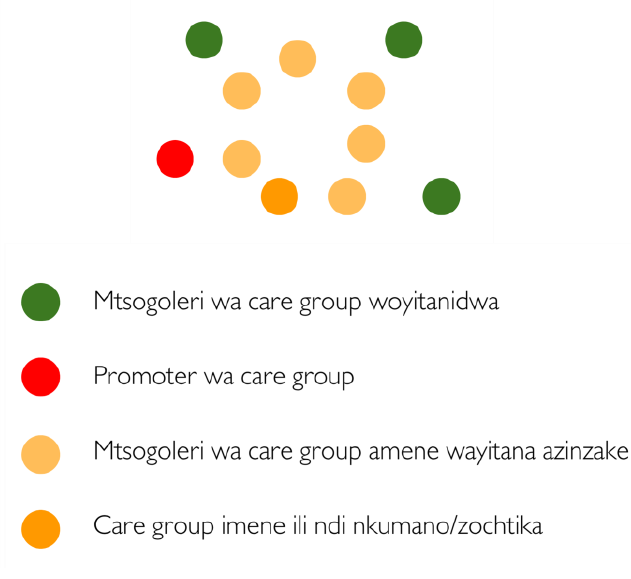 Mtsogoleri wa care group woyitanidwa
Promoter wa care group
Mtsogoleri wa care group amene wayitana azinzake
Care group imene ili ndi nkumano/zochtika